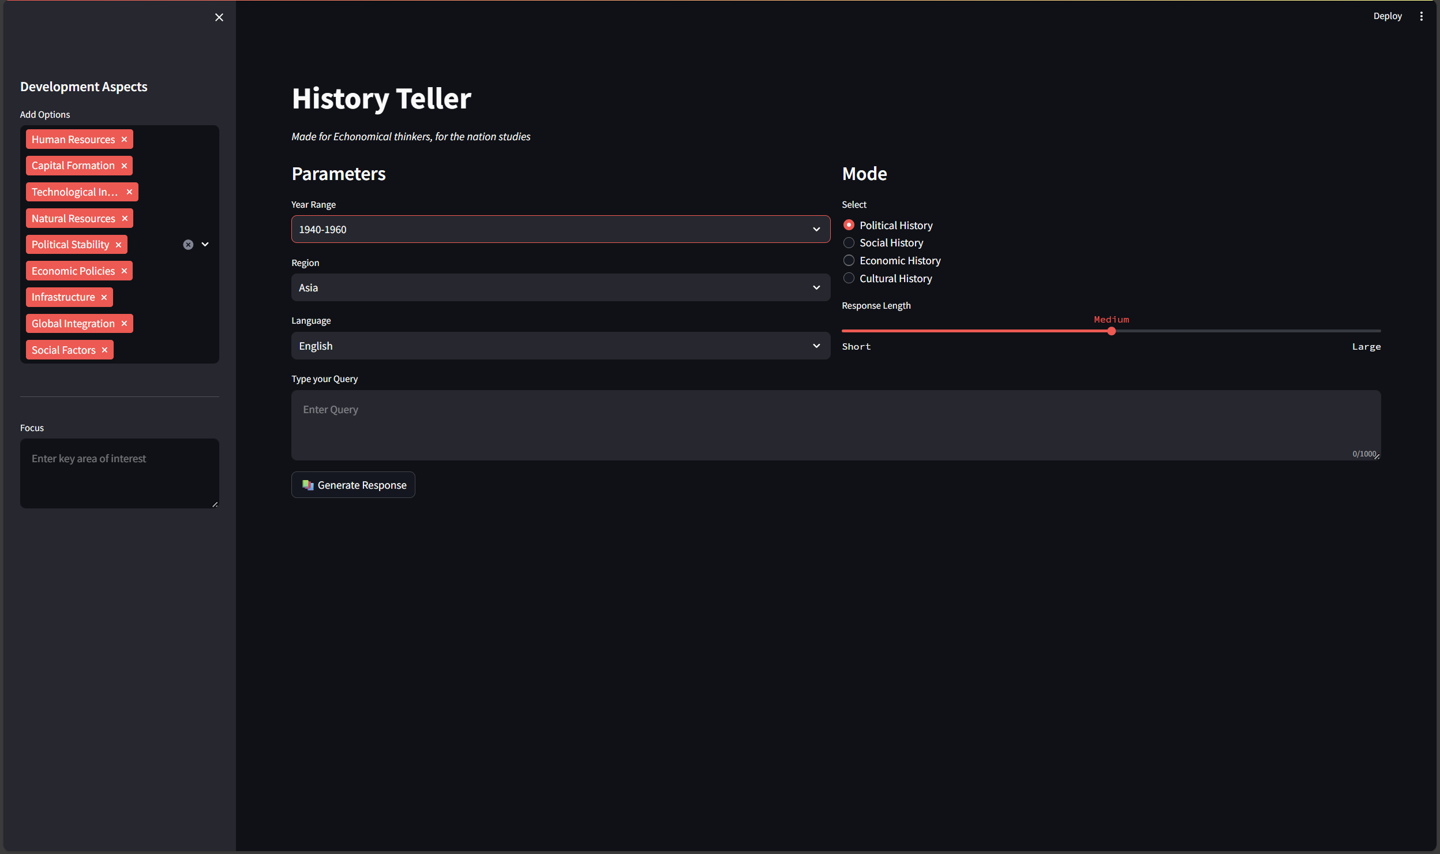 Deploy
Development Aspects
Add Options
Human Resources
Capital Formation
Technological In...
Natural Resources
Political Stability
Economic Policies
Infrastructure
Global Integration
Social Factors
Focus
Enter key area of interest
History Teller
Made for Echonomical thinkers, for the nation studies
Parameters
Year Range
1940-1960
Region
Asia
Language
English
Mode
Select
Political History
Social History
Economic History
Cultural History
Response Length
Medium
Short Large
Type your Query
Enter Query
0/1000
Generate Response